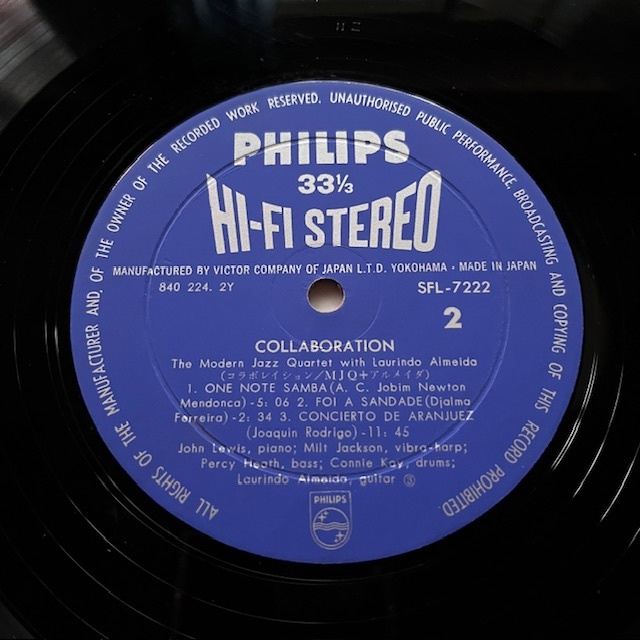 ALL RIGHTS OF THE MANUFACTURER AND OF THE OWNER OF THE RECORDED WORK RESERVED. UNAUTHORISED PUBLIC PERFORMANCE, BROADCASTING AND COPYING OF THIS RECORD PROHIBITED.
PHILIPS
33⅓
HI-FI STEREO
MANUFACTURED BY VICTOR COMPANY OF JAPAN L.T.D. YOKOHAMA · MADE IN JAPAN
840 224. 2Y SFL-7222
2
COLLABORATION
The Modern Jazz Quartet with Laurindo Almeida
(コラボレイション/MJQ+アルメイダ)
1. ONE NOTE SAMBA(A. C. Jobim Newton
Mendonca)-5: 06 2. FOI A SANDADE(Djalma
Ferreira)-2: 34 3. CONCIERTO DE ARANJUEZ
(Joaquin Rodrigo)-11: 45
John Lewis, piano; Milt Jackson, vibra-harp;
Percy Heath, bass; Connie Kay, drums;
Laurindo Almeida, guitar ③
PHILIPS